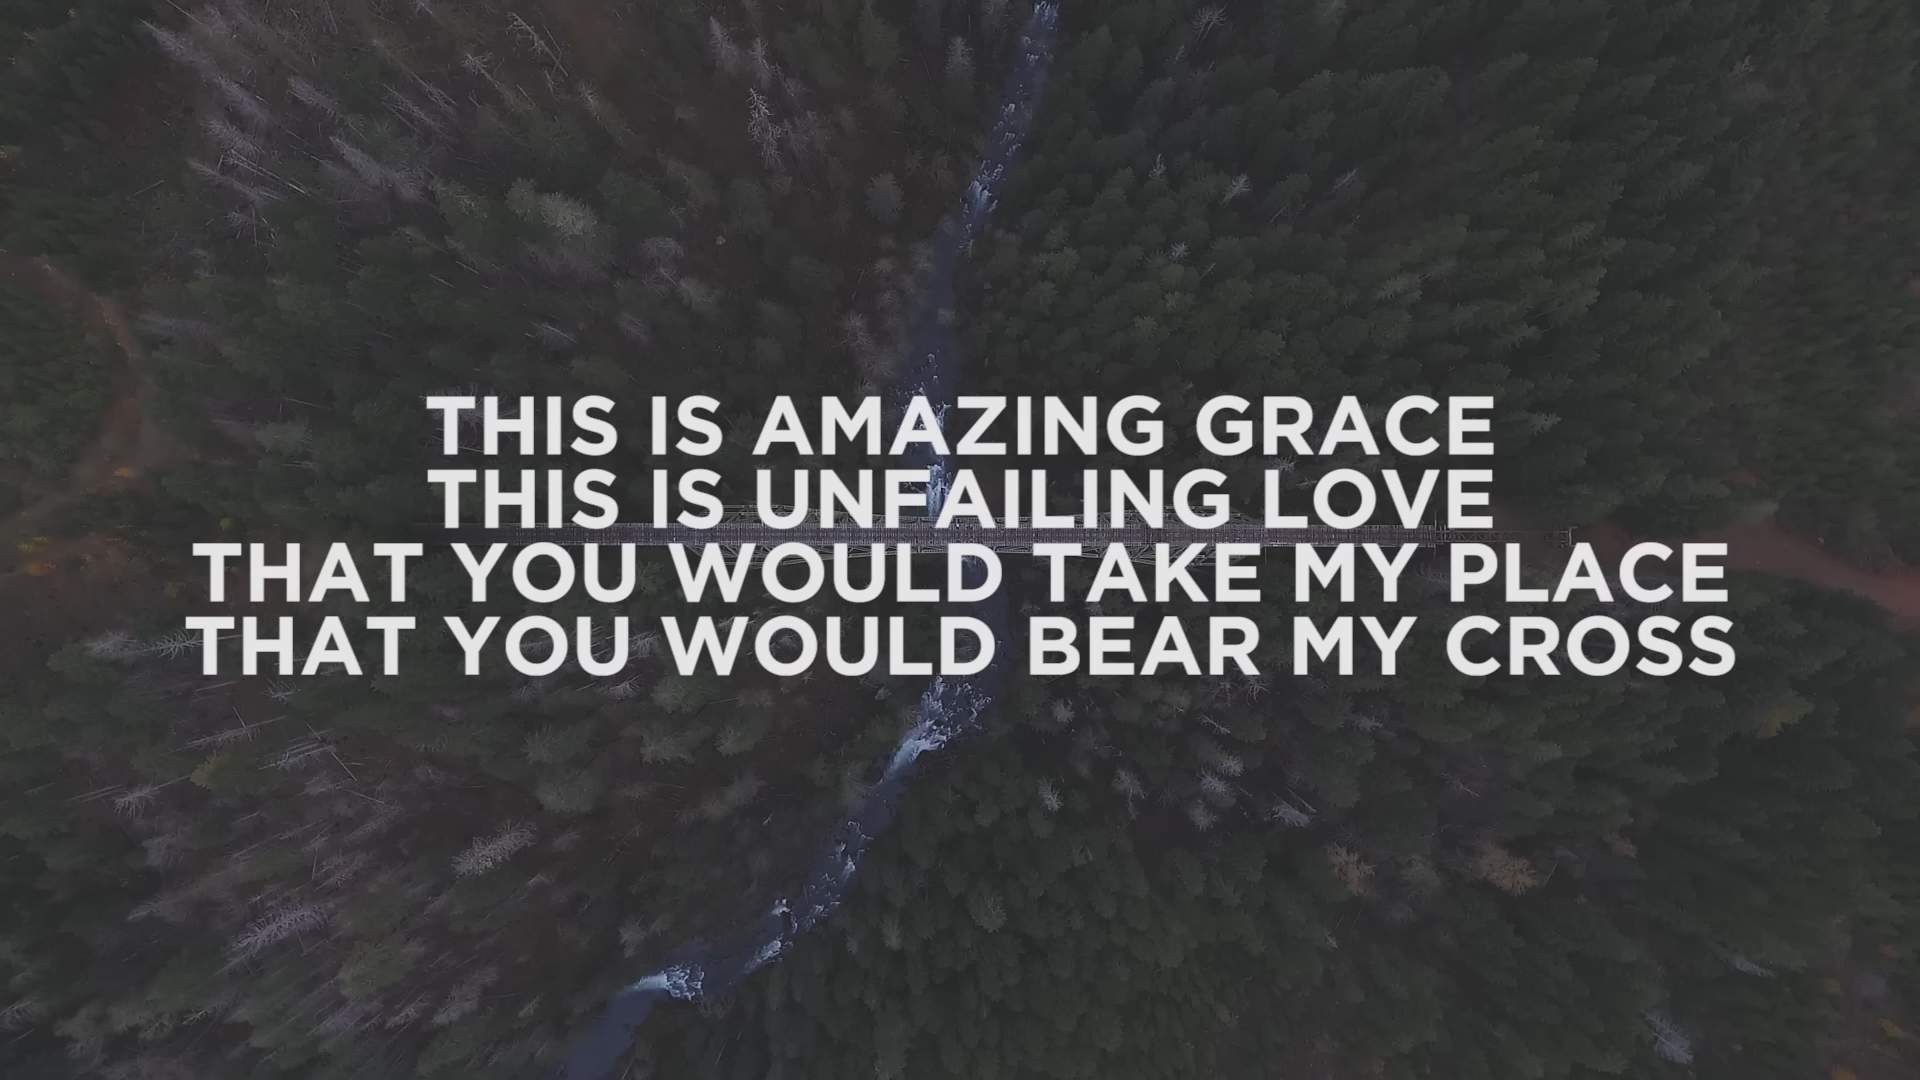 THIS IS AMAZING GRACE
THIS IS UNFAILING LOVE
THAT YOU WOULD TAKE MY PLACE
THAT YOU WOULD BEAR MY CROSS